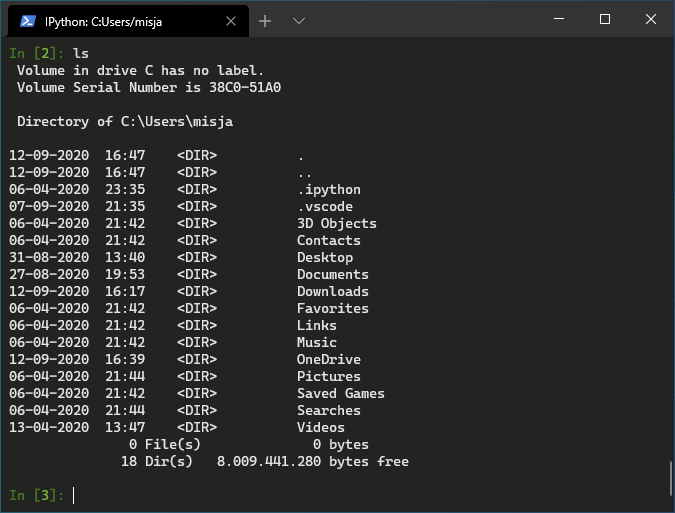 IPython: C:Users/misja
In [2]: ls
 Volume in drive C has no label.
 Volume Serial Number is 38C0-51A0

 Directory of C:\Users\misja

12-09-2020  16:47    <DIR>          .
12-09-2020  16:47    <DIR>          ..
06-04-2020  23:35    <DIR>          .ipython
07-09-2020  21:35    <DIR>          .vscode
06-04-2020  21:42    <DIR>          3D Objects
06-04-2020  21:42    <DIR>          Contacts
31-08-2020  13:40    <DIR>          Desktop
27-08-2020  19:53    <DIR>          Documents
12-09-2020  16:17    <DIR>          Downloads
06-04-2020  21:42    <DIR>          Favorites
06-04-2020  21:42    <DIR>          Links
06-04-2020  21:42    <DIR>          Music
12-09-2020  16:39    <DIR>          OneDrive
06-04-2020  21:44    <DIR>          Pictures
06-04-2020  21:42    <DIR>          Saved Games
06-04-2020  21:44    <DIR>          Searches
13-04-2020  13:47    <DIR>          Videos
               0 File(s)              0 bytes
              18 Dir(s)   8.009.441.280 bytes free

In [3]: